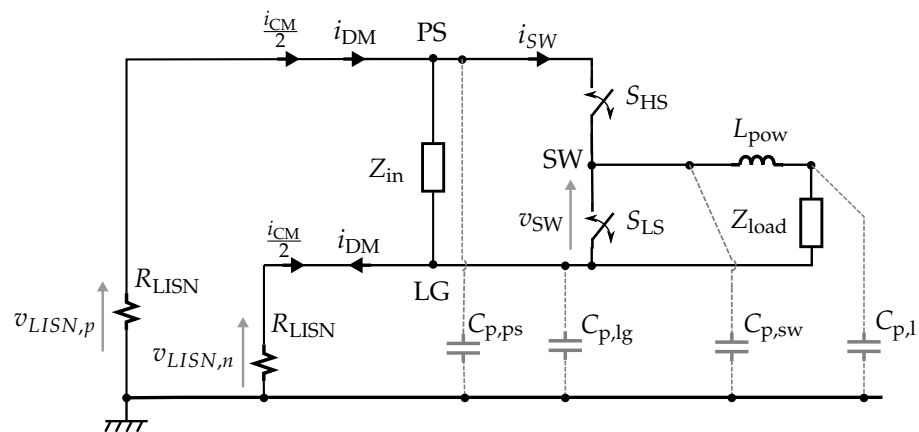 i_CM/2
i_DM
PS
i_SW
S_HS
L_pow
SW
Z_in
v_SW
S_LS
Z_load
i_CM/2
i_DM
LG
R_LISN
v_LISN,p
R_LISN
v_LISN,n
C_p,ps
C_p,lg
C_p,sw
C_p,l